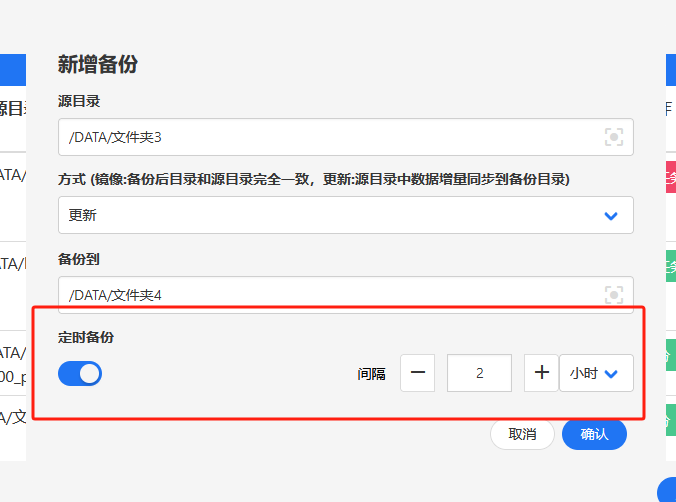 新增备份
源目录
/DATA/文件夹3
方式 (镜像:备份后目录和源目录完全一致，更新:源目录中数据增量同步到备份目录)
更新
备份到
/DATA/文件夹4
定时备份
间隔 2 小时
取消 确认